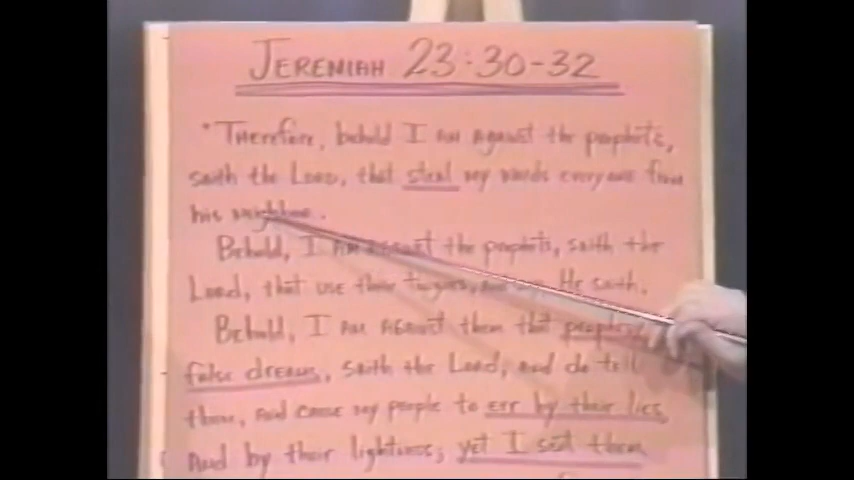 JEREMIAH 23:30-32
"Therefore, behold I am against the prophets,
saith the Lord, that steal my words everyone from
his neighbor.
Behold, I am against the prophets, saith the
Lord, that use their tongues, and say, He saith.
Behold, I am against them that prophesy
false dreams, saith the Lord, and do tell
them, and cause my people to err by their lies,
and by their lightness; yet I sent them